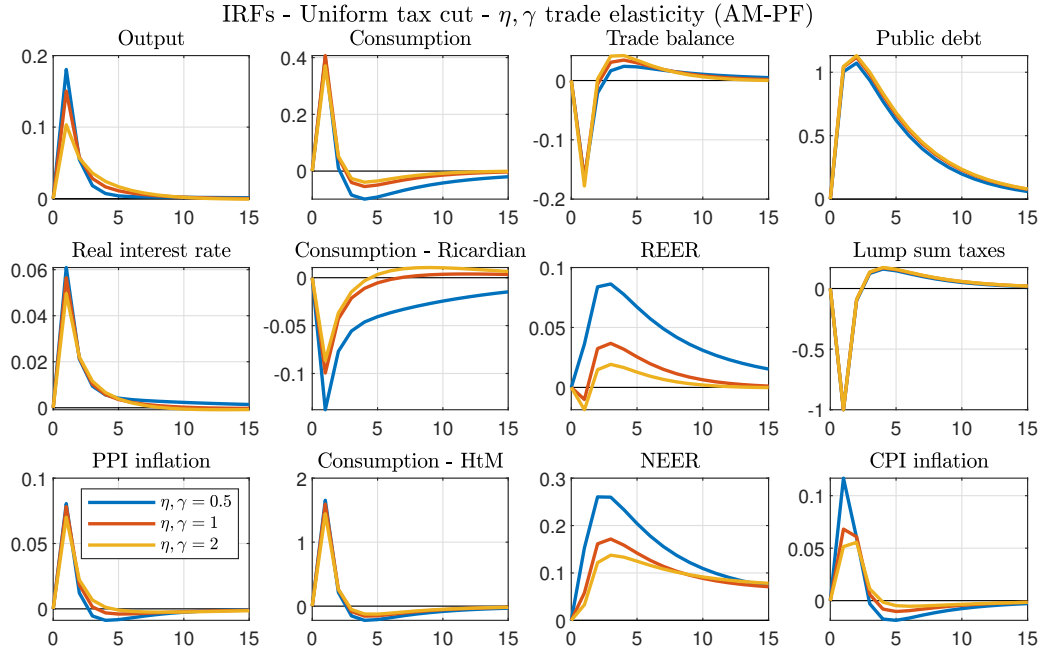 IRFs - Uniform tax cut - η, γ trade elasticity (AM-PF)
Output
0.2
0.1
0
0 5 10 15
Consumption
0.4
0.2
0
0 5 10 15
Trade balance
0
-0.1
-0.2
0 5 10 15
Public debt
1
0.5
0
0 5 10 15
Real interest rate
0.06
0.04
0.02
0
0 5 10 15
Consumption - Ricardian
0
-0.05
-0.1
0 5 10 15
REER
0.1
0.05
0
0 5 10 15
Lump sum taxes
0
-0.5
-1
0 5 10 15
PPI inflation
0.1
0.05
0
0 5 10 15
η, γ = 0.5
η, γ = 1
η, γ = 2
Consumption - HtM
2
1
0
0 5 10 15
NEER
0.3
0.2
0.1
0
0 5 10 15
CPI inflation
0.1
0.05
0
0 5 10 15